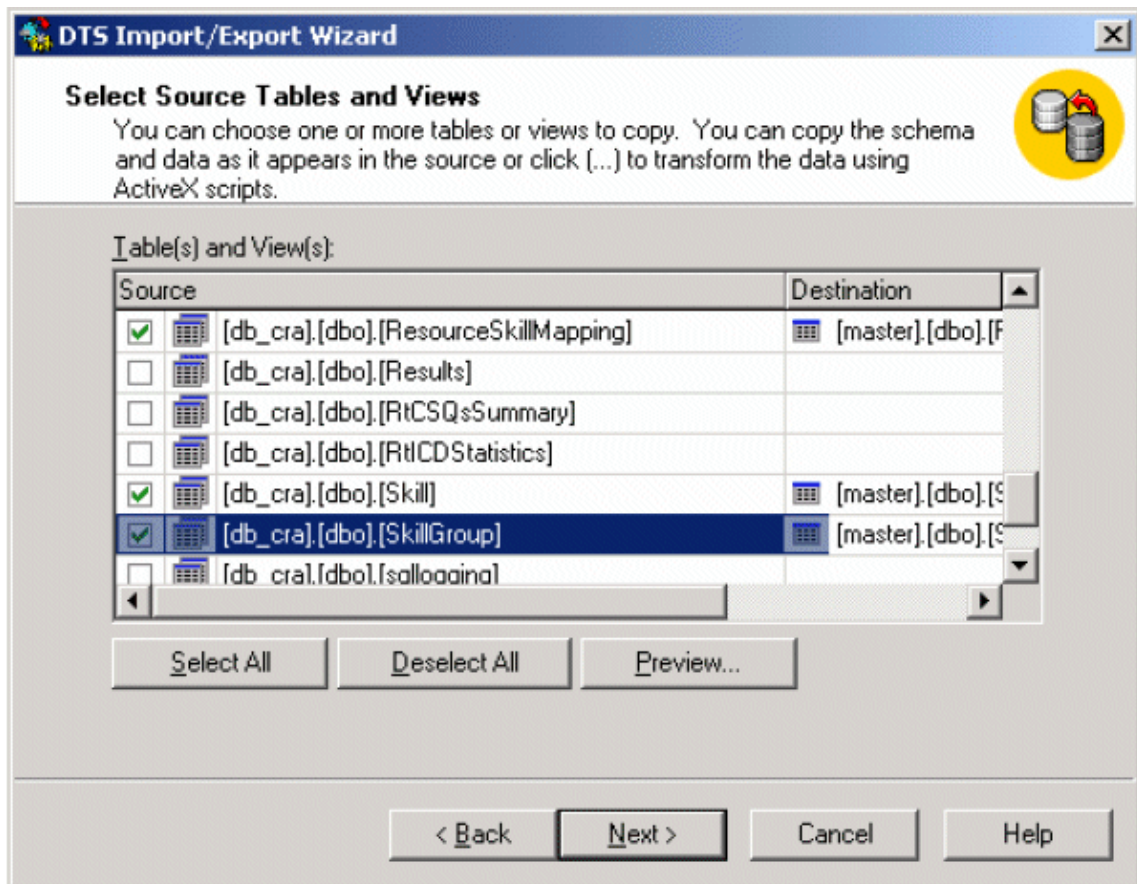 DTS Import/Export Wizard
Select Source Tables and Views
You can choose one or more tables or views to copy. You can copy the schema
and data as it appears in the source or click (...) to transform the data using
ActiveX scripts.
Table(s) and View(s):
Source Destination
[db_cra].[dbo].[ResourceSkillMapping] [master].[dbo].[R
[db_cra].[dbo].[Results]
[db_cra].[dbo].[RtCSQsSummary]
[db_cra].[dbo].[RtICDStatistics]
[db_cra].[dbo].[Skill] [master].[dbo].[S
[db_cra].[dbo].[SkillGroup] [master].[dbo].[S
[db_cra].[dbo].[sqllogging]
Select All Deselect All Preview...
< Back Next > Cancel Help